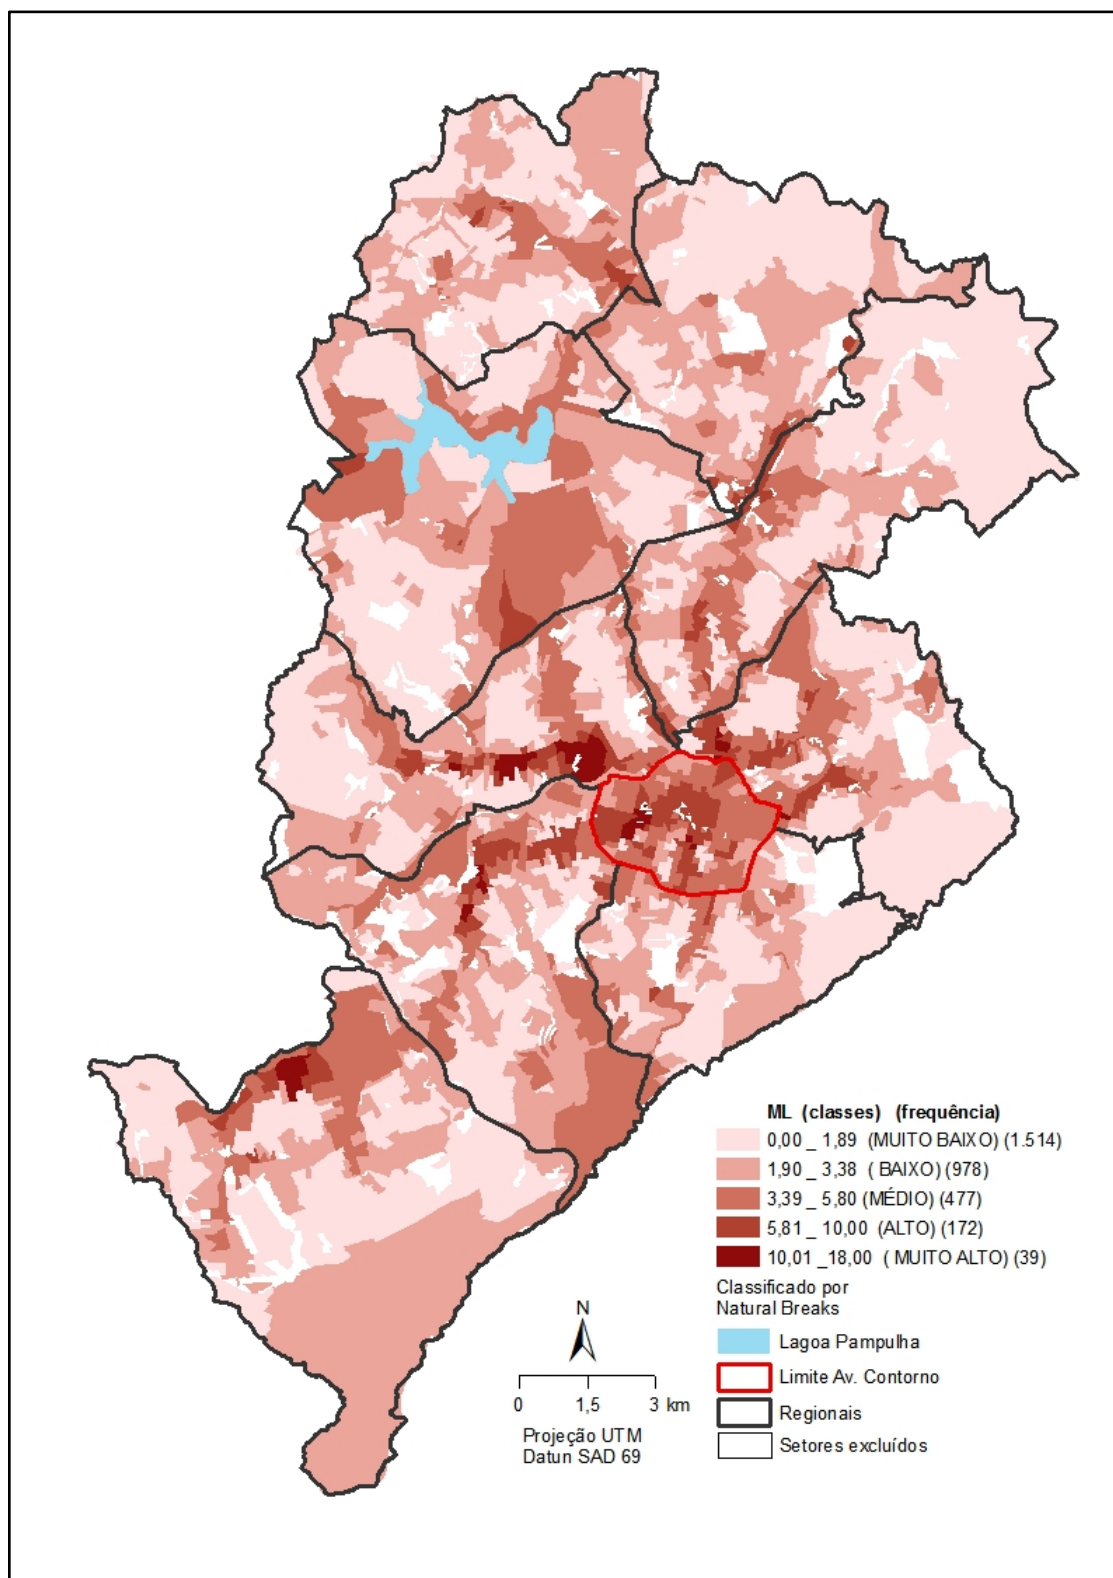 ML (classes) (frequência)
0,00 _ 1,89 (MUITO BAIXO) (1.514)
1,90 _ 3,38 ( BAIXO) (978)
3,39 _ 5,80 (MÉDIO) (477)
5,81 _ 10,00 (ALTO) (172)
10,01 _18,00 ( MUITO ALTO) (39)
Classificado por
Natural Breaks
Lagoa Pampulha
Limite Av. Contorno
Regionais
Setores excluídos
N
0 1,5 3 km
Projeção UTM
Datun SAD 69